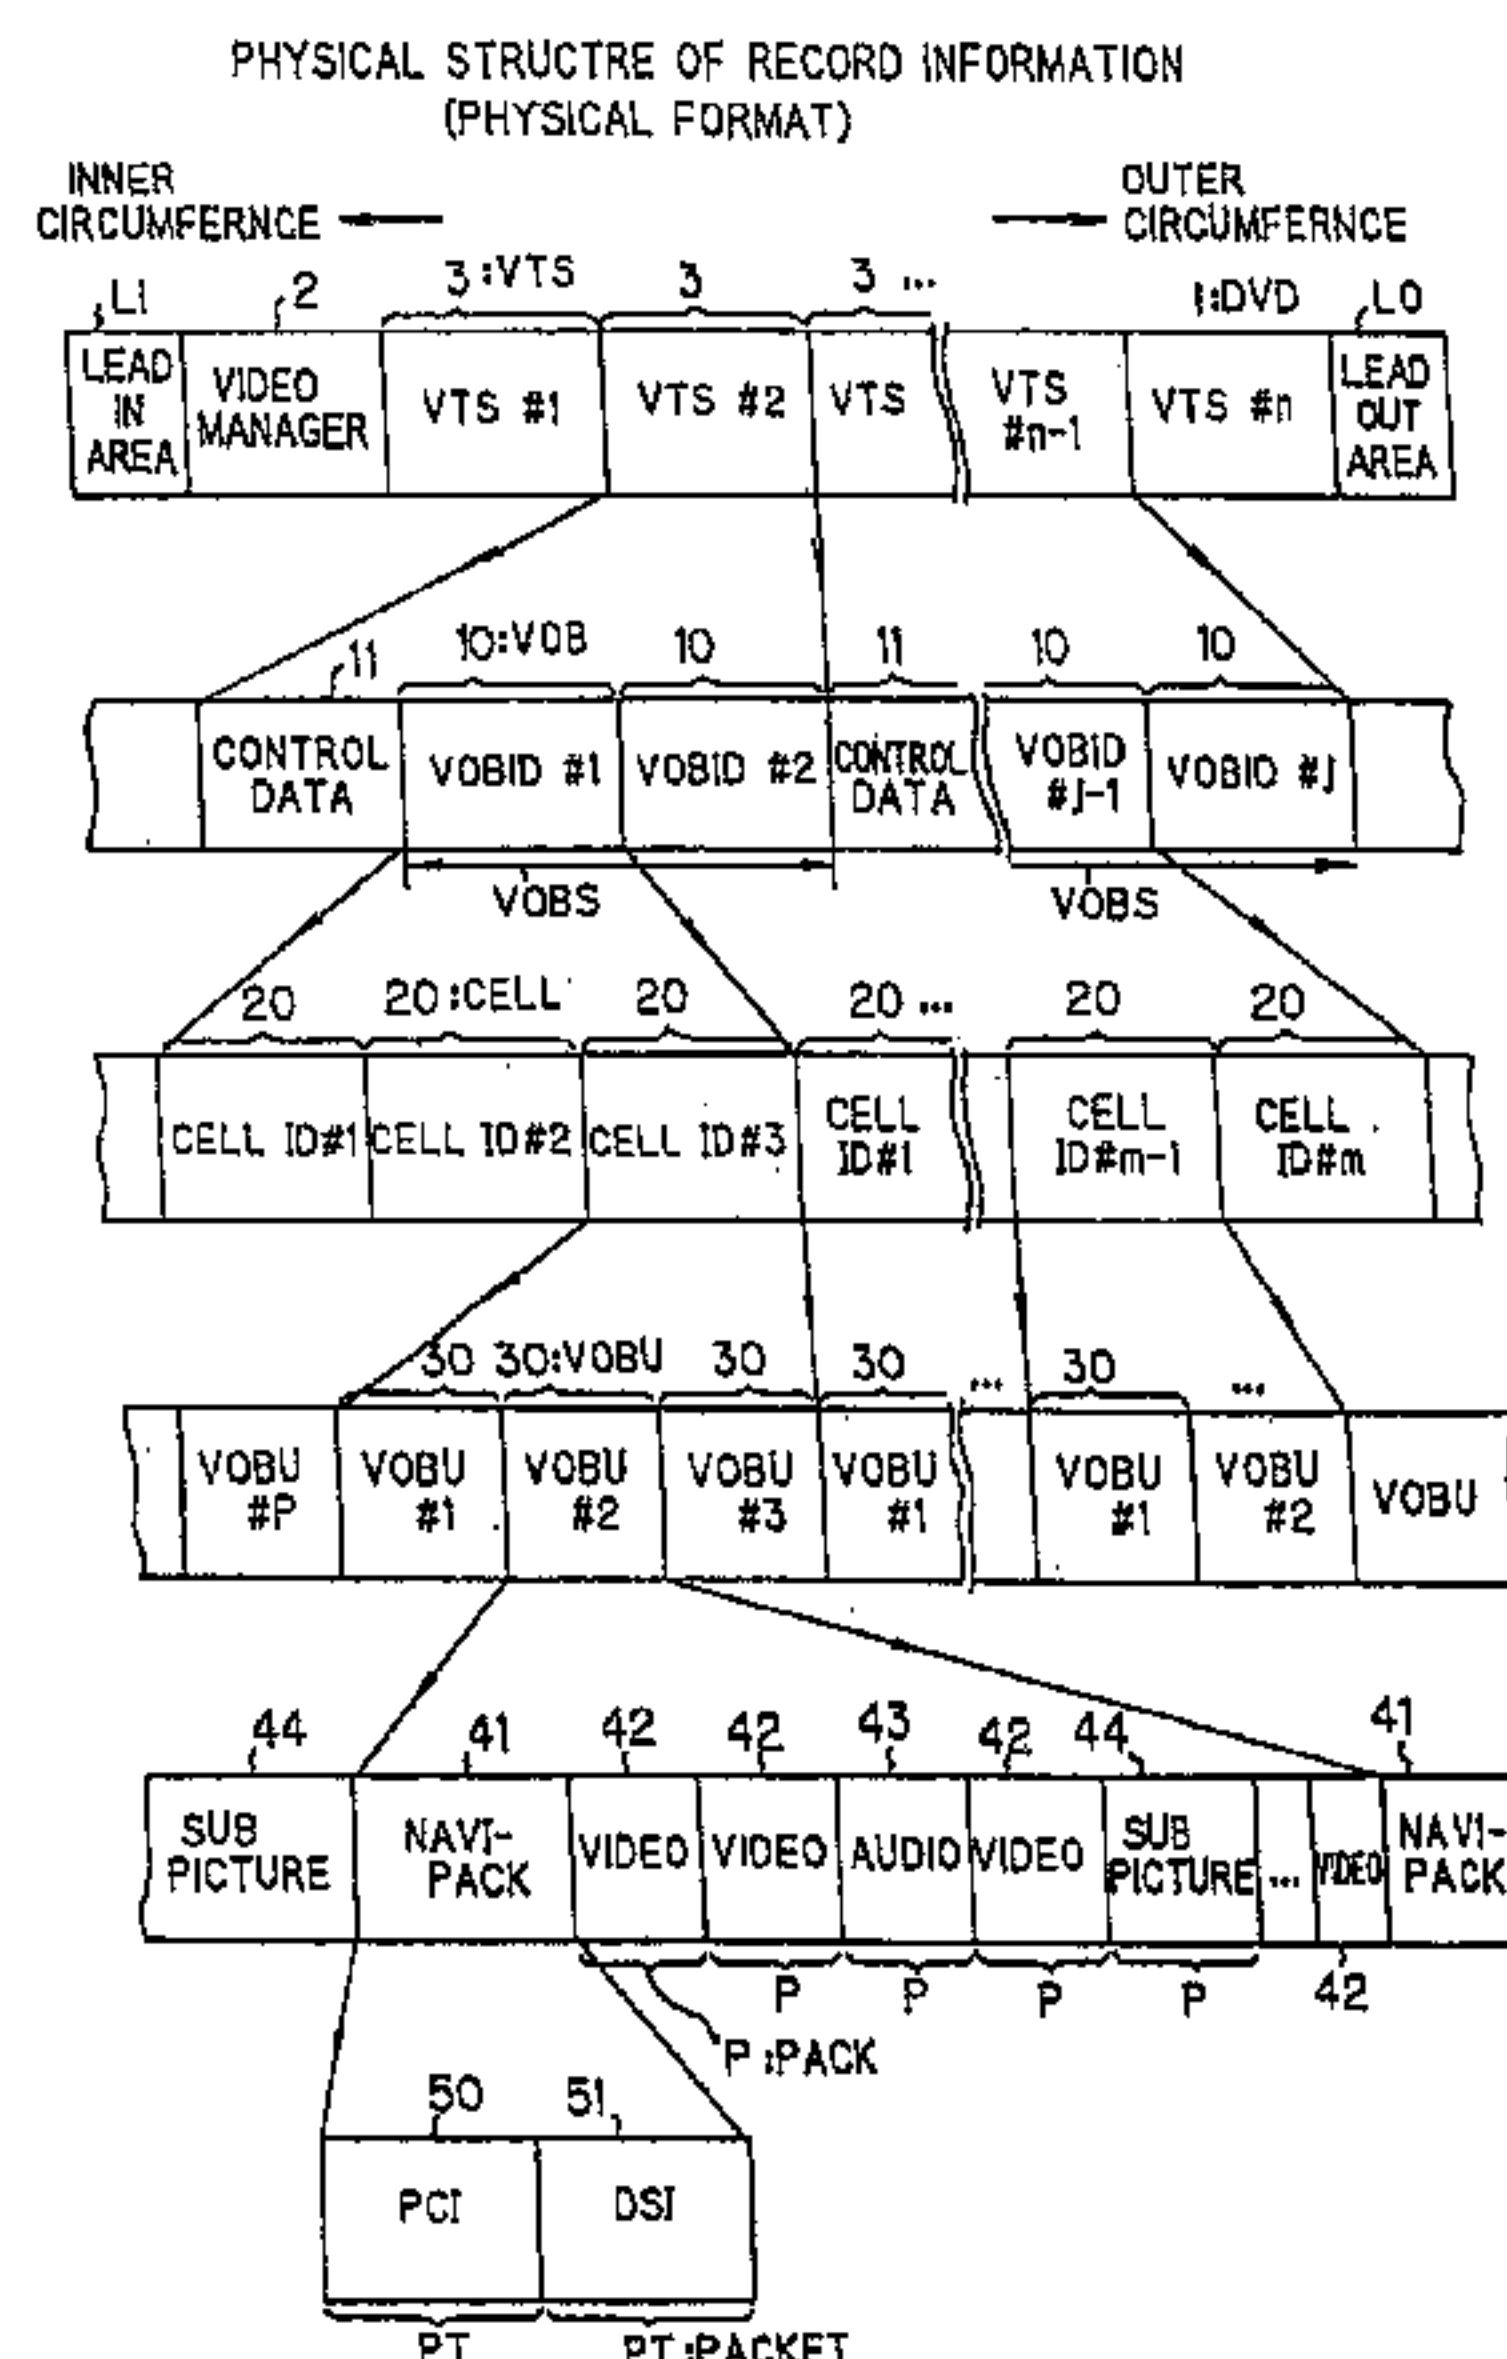 PHYSICAL STRUCTRE OF RECORD INFORMATION
(PHYSICAL FORMAT)
INNER
CIRCUMFERNCE
OUTER
CIRCUMFERNCE
LI 2 3:VTS 3 3 ... 1:DVD LO
LEAD
IN
AREA
VIDEO
MANAGER
VTS #1
VTS #2
VTS
VTS
#n-1
VTS #n
LEAD
OUT
AREA
11 10:VOB 10 11 10 10
CONTROL
DATA
VOBID #1
VOBID #2
CONTROL
DATA
VOBID
#J-1
VOBID #J
VOBS
VOBS
20 20:CELL 20 20 ... 20 20
CELL ID#1
CELL ID#2
CELL ID#3
CELL
ID#1
CELL
ID#m-1
CELL
ID#m
30 30:VOBU 30 30 ... 30 ...
VOBU
#P
VOBU
#1
VOBU
#2
VOBU
#3
VOBU
#1
VOBU
#1
VOBU
#2
VOBU
44 41 42 42 43 42 44 41
SUB
PICTURE
NAVI-
PACK
VIDEO
VIDEO
AUDIO
VIDEO
SUB
PICTURE
...
VIDEO
NAVI-
PACK
P P P P 42
P:PACK
50 51
PCI
DSI
PT PT:PACKET